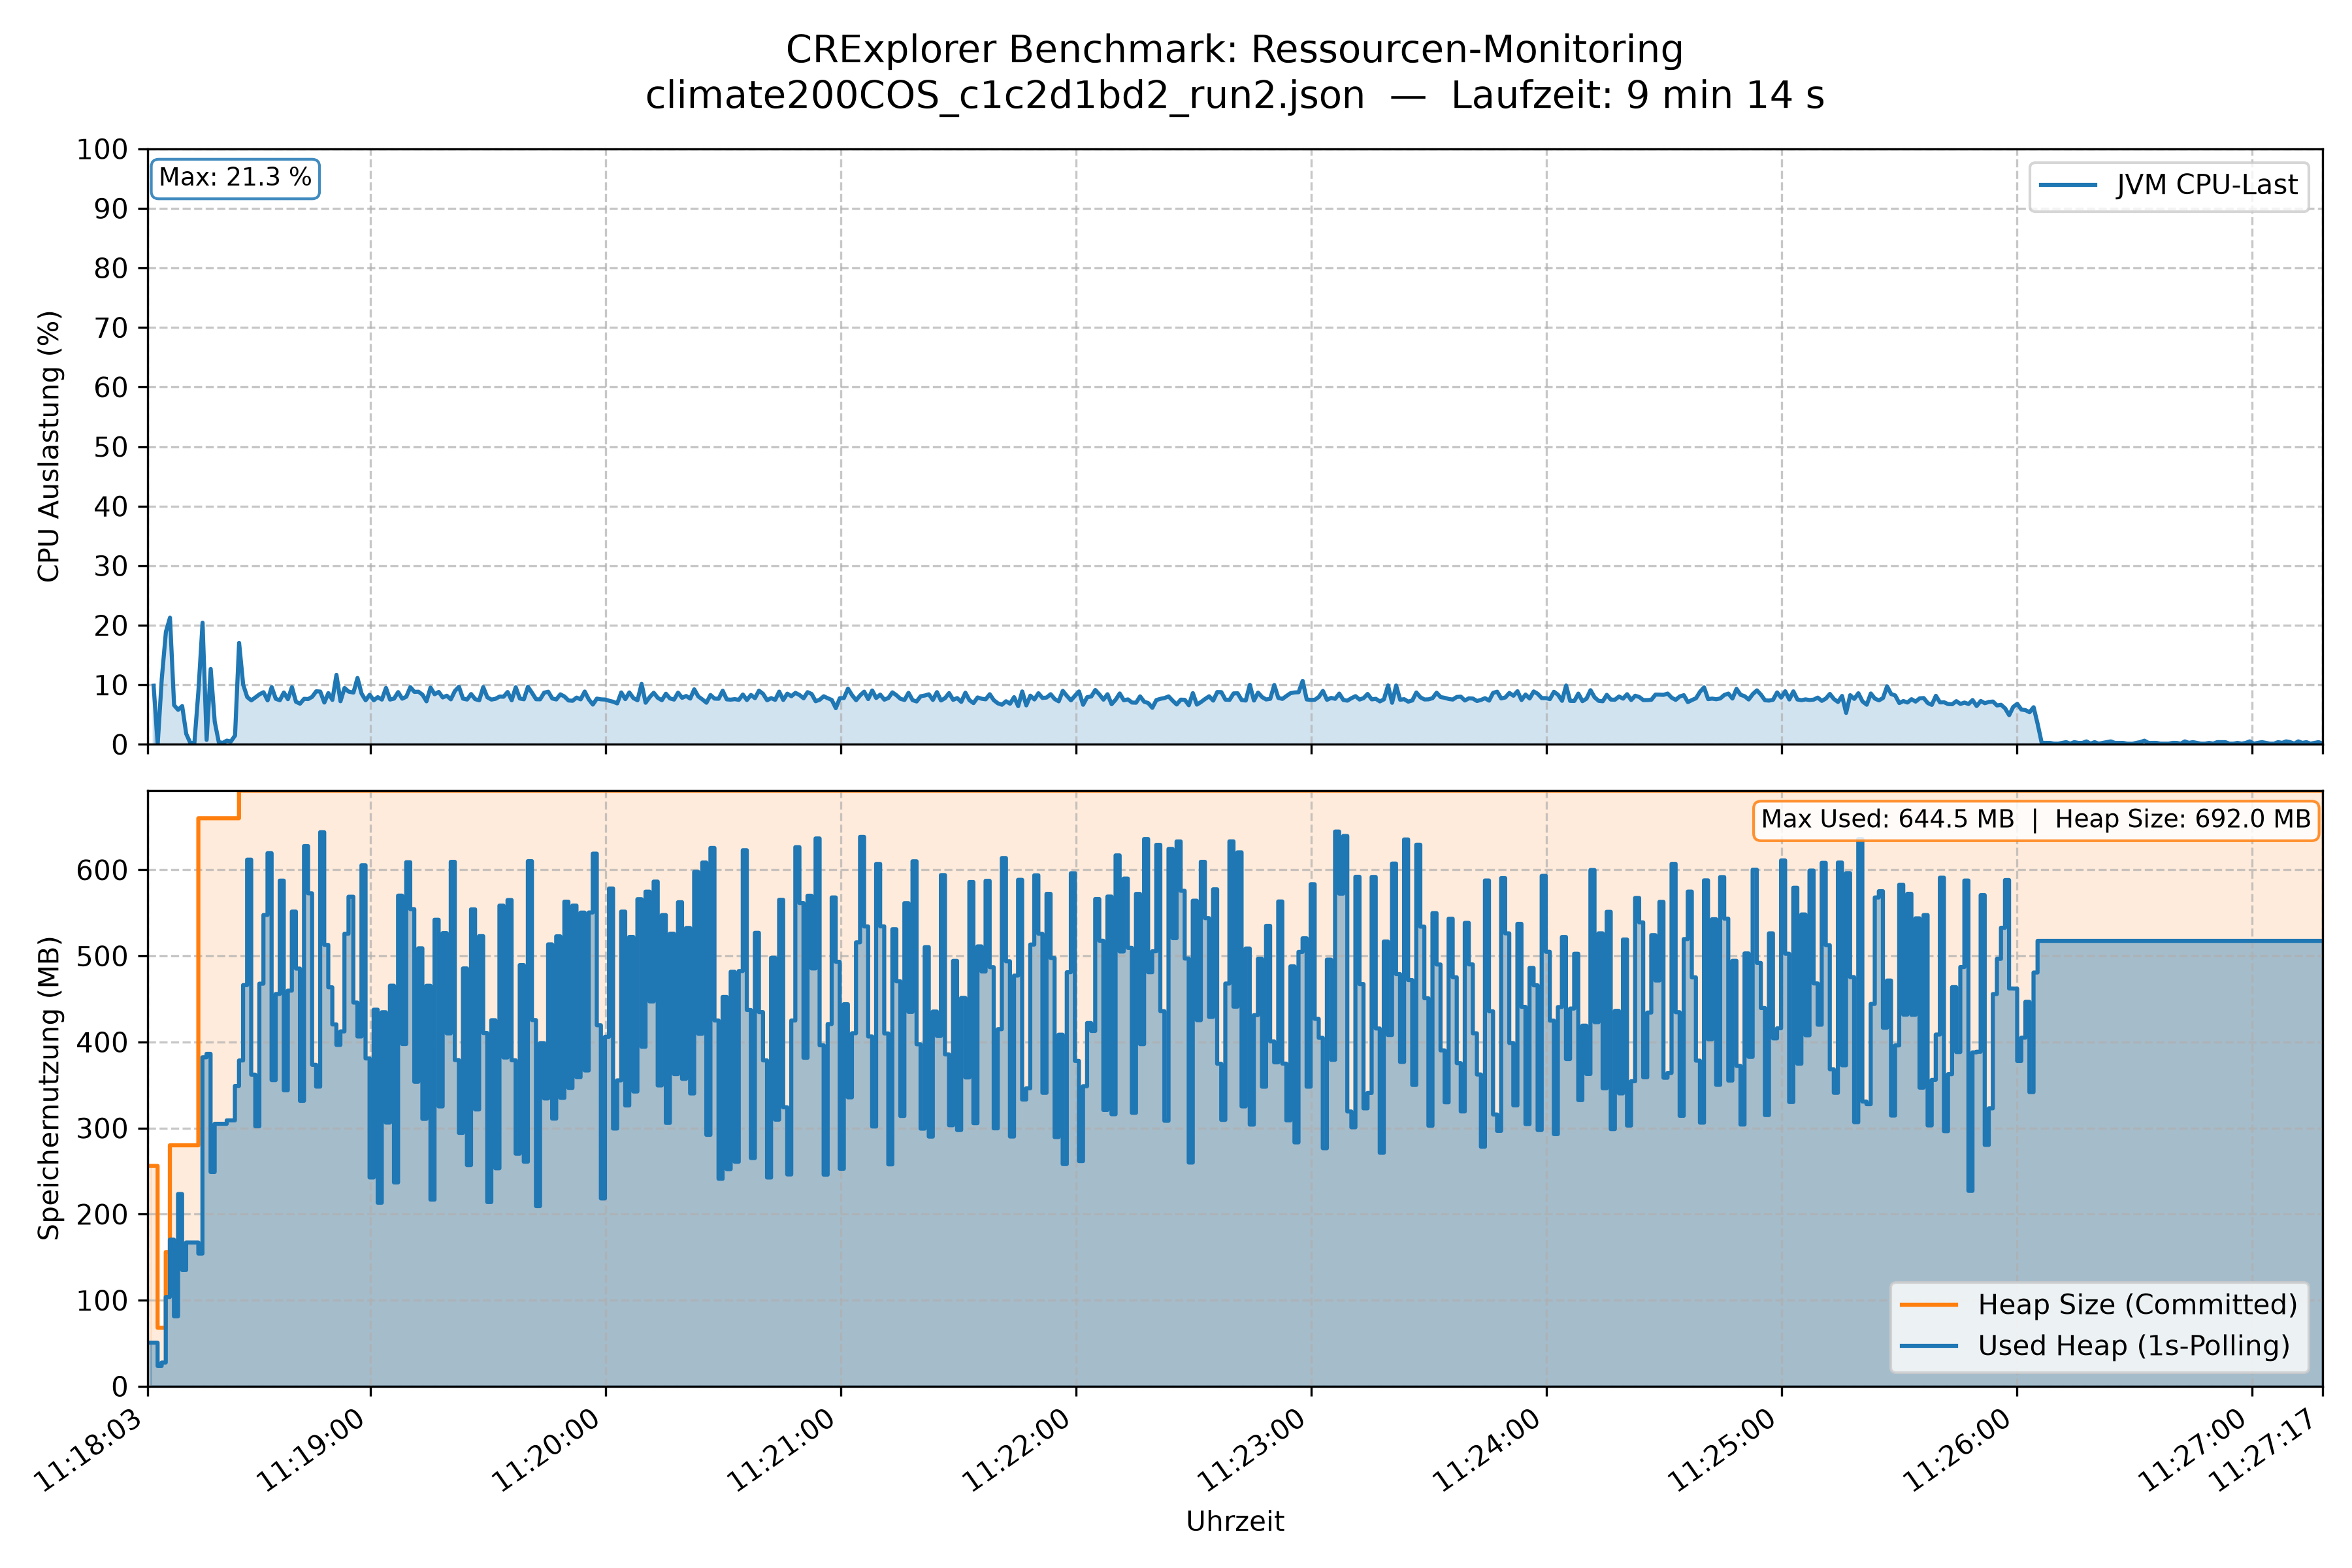 CRExplorer Benchmark: Ressourcen-Monitoring
climate200COS_c1c2d1bd2_run2.json — Laufzeit: 9 min 14 s
CPU Auslastung (%)
100
90
80
70
60
50
40
30
20
10
0
Max: 21.3 %
JVM CPU-Last
Speichernutzung (MB)
600
500
400
300
200
100
0
Max Used: 644.5 MB | Heap Size: 692.0 MB
Heap Size (Committed)
Used Heap (1s-Polling)
11:18:03
11:19:00
11:20:00
11:21:00
11:22:00
11:23:00
11:24:00
11:25:00
11:26:00
11:27:00
11:27:17
Uhrzeit